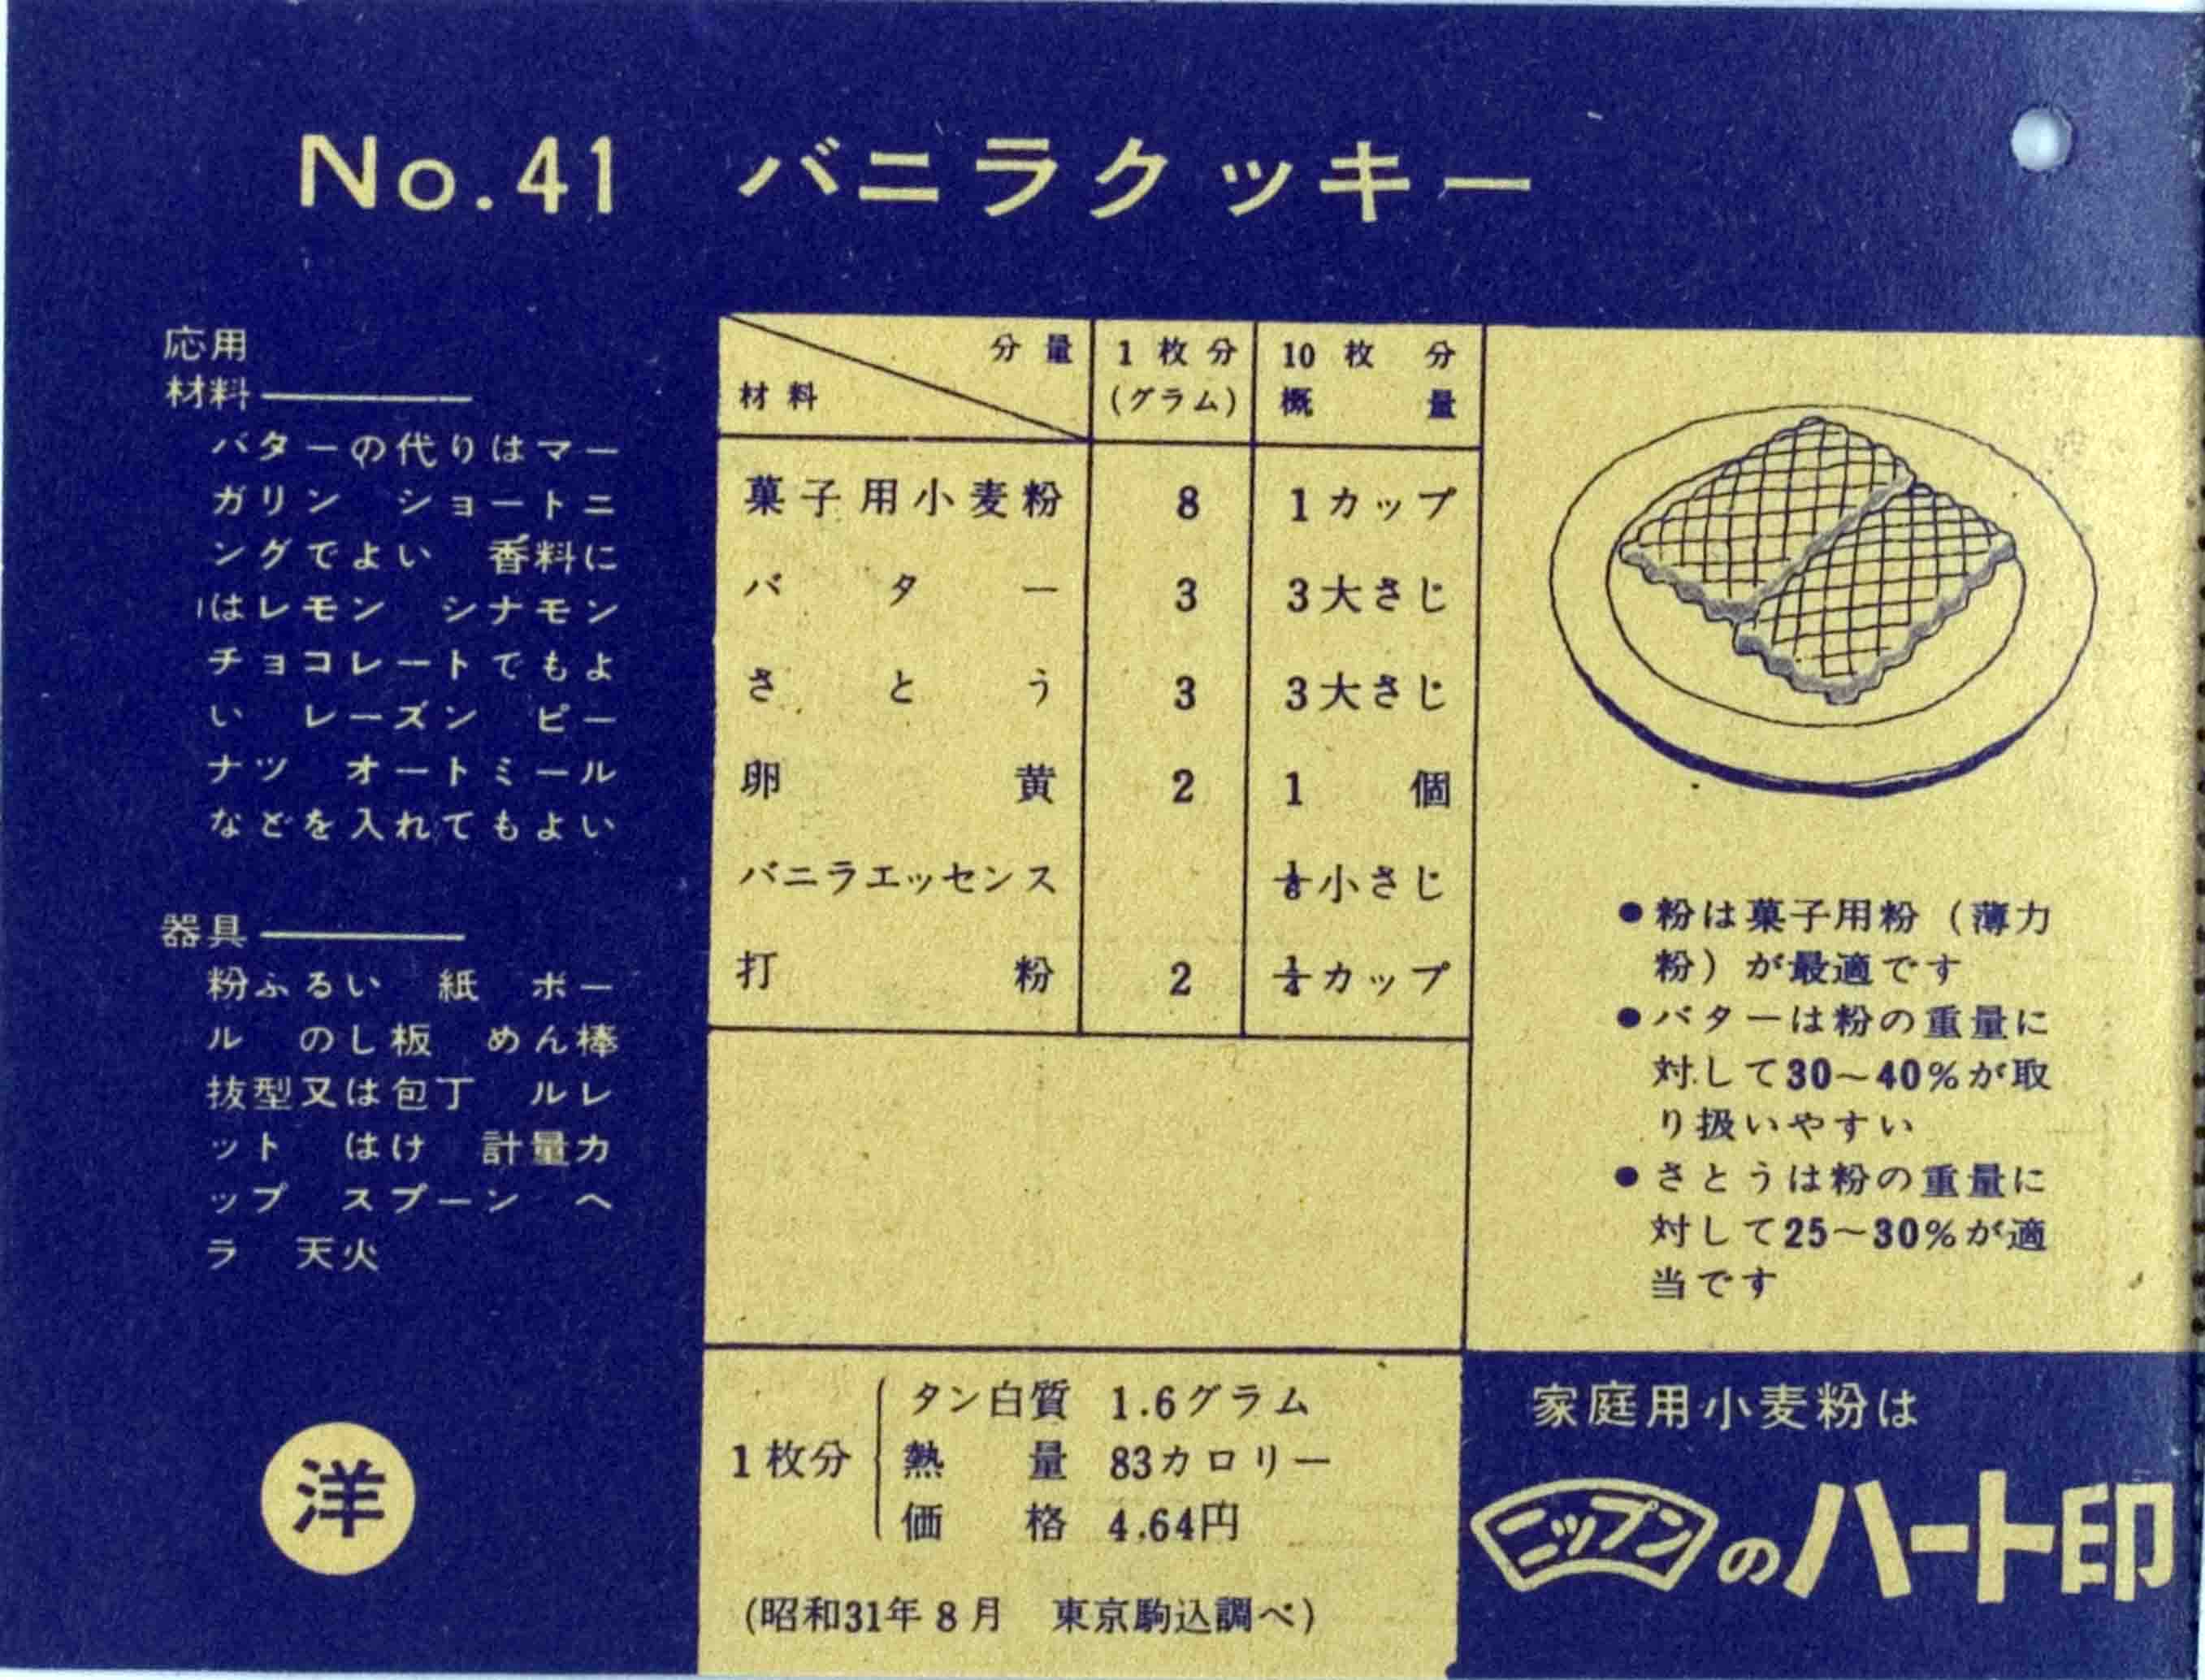 No.41 バニラクッキー
応用
材料
バターの代りはマー
ガリン ショートニ
ングでよい 香料に
はレモン シナモン
チョコレートでもよ
い レーズン ピー
ナツ オートミール
などを入れてもよい
器具
粉ふるい 紙 ボー
ル のし板 めん棒
抜型又は包丁 ルレ
ット はけ 計量カ
ップ スプーン ヘ
ラ 天火
洋
分量 1枚分 10枚分
材料 (グラム) 概量
菓子用小麦粉 8 1カップ
バター 3 3大さじ
さとう 3 3大さじ
卵黄 2 1個
バニラエッセンス 小さじ
打粉 2 ¼カップ
1枚分
タン白質 1.6グラム
熱量 83カロリー
価格 4.64円
(昭和31年8月 東京駒込調べ)
●粉は菓子用粉(薄力
粉)が最適です
●バターは粉の重量に
対して30〜40%が取
り扱いやすい
●さとうは粉の重量に
対して25〜30%が適
当です
家庭用小麦粉は
ニップンのハート印